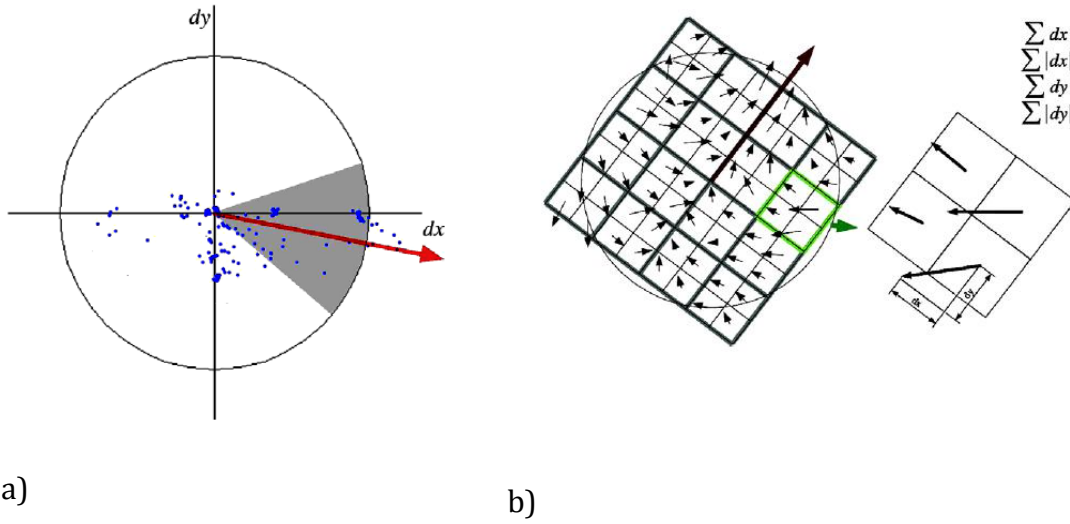 dy
dx
a)
∑ dx
∑ |dx|
∑ dy
∑ |dy|
dx
dy
b)